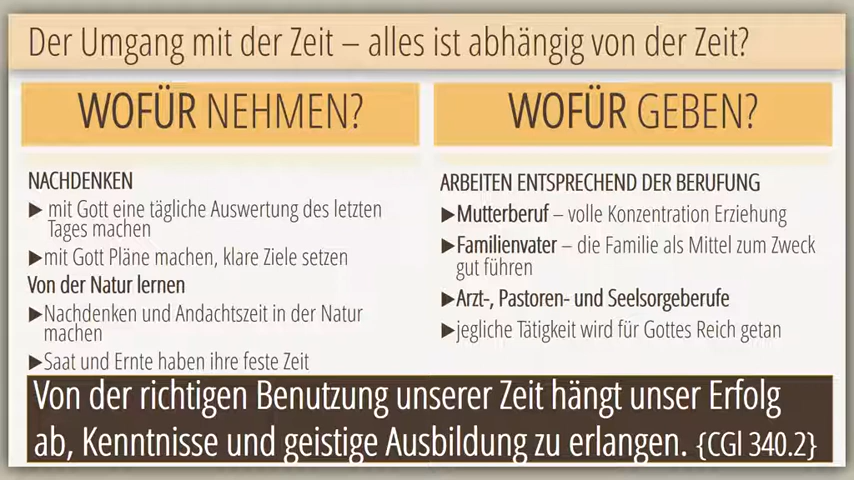 Der Umgang mit der Zeit – alles ist abhängig von der Zeit?
WOFÜR NEHMEN?
NACHDENKEN
▶ mit Gott eine tägliche Auswertung des letzten
Tages machen
▶mit Gott Pläne machen, klare Ziele setzen
Von der Natur lernen
▶Nachdenken und Andachtszeit in der Natur
machen
▶Saat und Ernte haben ihre feste Zeit
WOFÜR GEBEN?
ARBEITEN ENTSPRECHEND DER BERUFUNG
▶Mutterberuf – volle Konzentration Erziehung
▶Familienvater – die Familie als Mittel zum Zweck
gut führen
▶Arzt-, Pastoren- und Seelsorgeberufe
▶jegliche Tätigkeit wird für Gottes Reich getan
Von der richtigen Benutzung unserer Zeit hängt unser Erfolg
ab, Kenntnisse und geistige Ausbildung zu erlangen. {CGl 340.2}